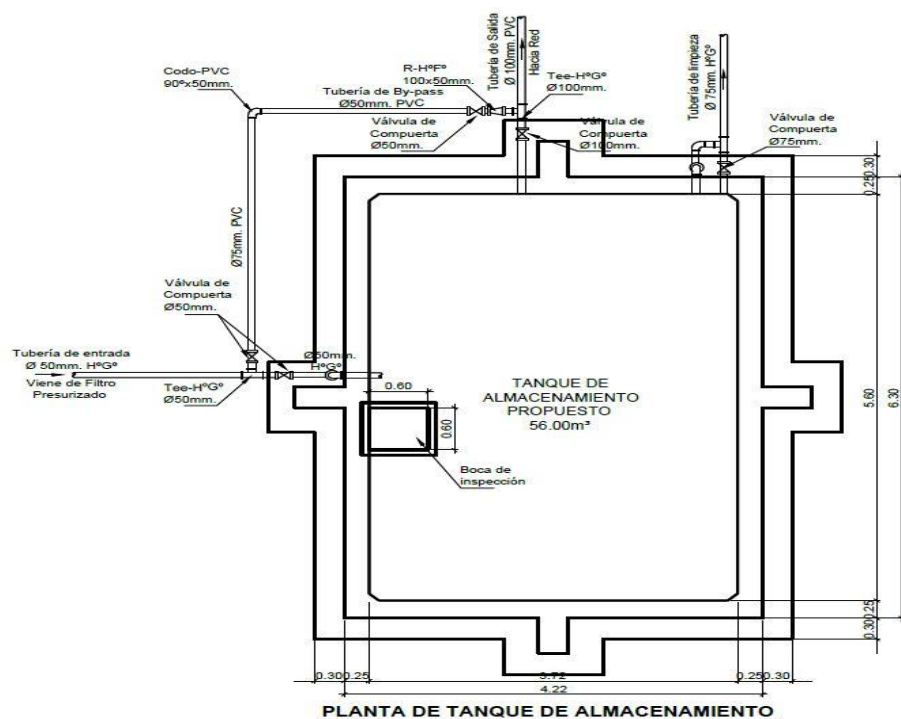 Tubería de Salida
Ø 100mm. PVC
Hacia Red
Tubería de limpieza
Ø 75mm. HºGº
Codo-PVC
90ºx50mm.
R-HºFº
100x50mm.
Tee-HºGº
Ø100mm.
Tubería de By-pass
Ø50mm. PVC
Válvula de
Compuerta
Ø50mm.
Válvula de
Compuerta
Ø100mm.
Válvula de
Compuerta
Ø75mm.
Ø75mm. PVC
Válvula de
Compuerta
Ø50mm.
Tubería de entrada
Ø 50mm. HºGº
Viene de Filtro
Presurizado
Tee-HºGº
Ø50mm.
Ø50mm.
HºGº
0.60
0.60
TANQUE DE
ALMACENAMIENTO
PROPUESTO
56.00m³
Boca de
inspección
0.30
0.25
5.60
6.30
0.25
0.30
0.30
0.25
3.72
0.25
0.30
4.22
PLANTA DE TANQUE DE ALMACENAMIENTO